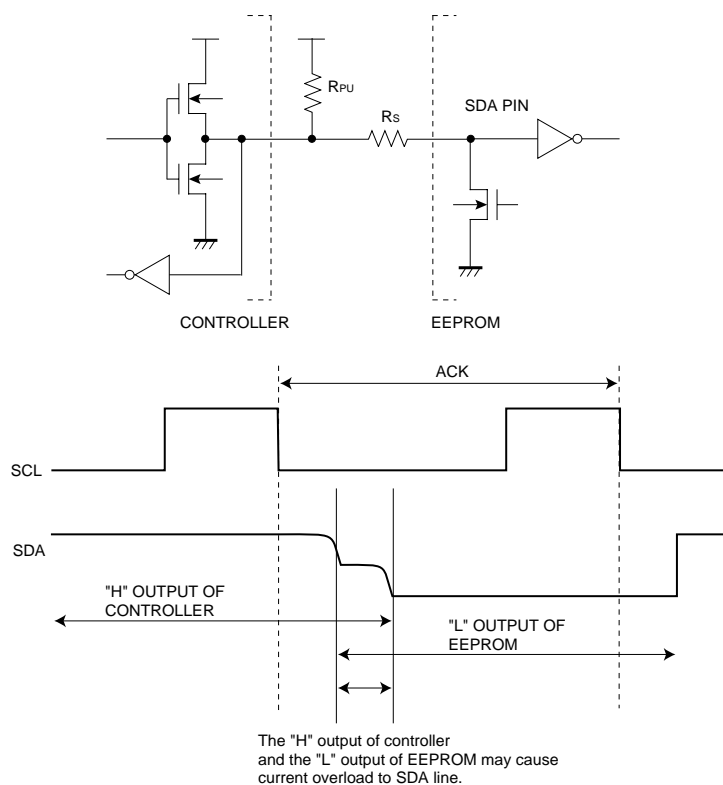 RPU
RS
SDA PIN
CONTROLLER
EEPROM
ACK
SCL
SDA
"H" OUTPUT OF
CONTROLLER
"L" OUTPUT OF
EEPROM
The "H" output of controller
and the "L" output of EEPROM may cause
current overload to SDA line.